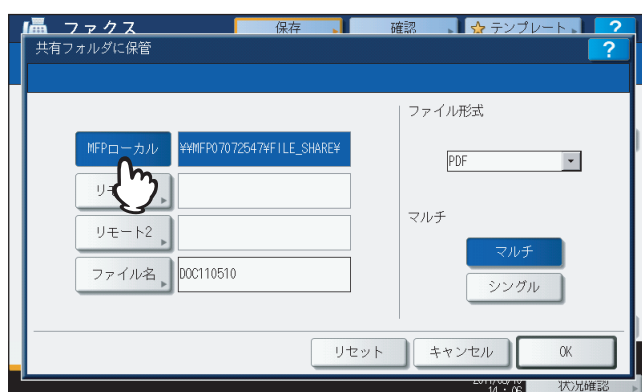 ファクス
保存
確認
テンプレート
?
共有フォルダに保管
?
ファイル形式
MFPローカル
¥¥MFP07072547¥FILE_SHARE¥
PDF
マルチ
リモート2
マルチ
ファイル名
DOC110510
シングル
リセット
キャンセル
OK
状況確認